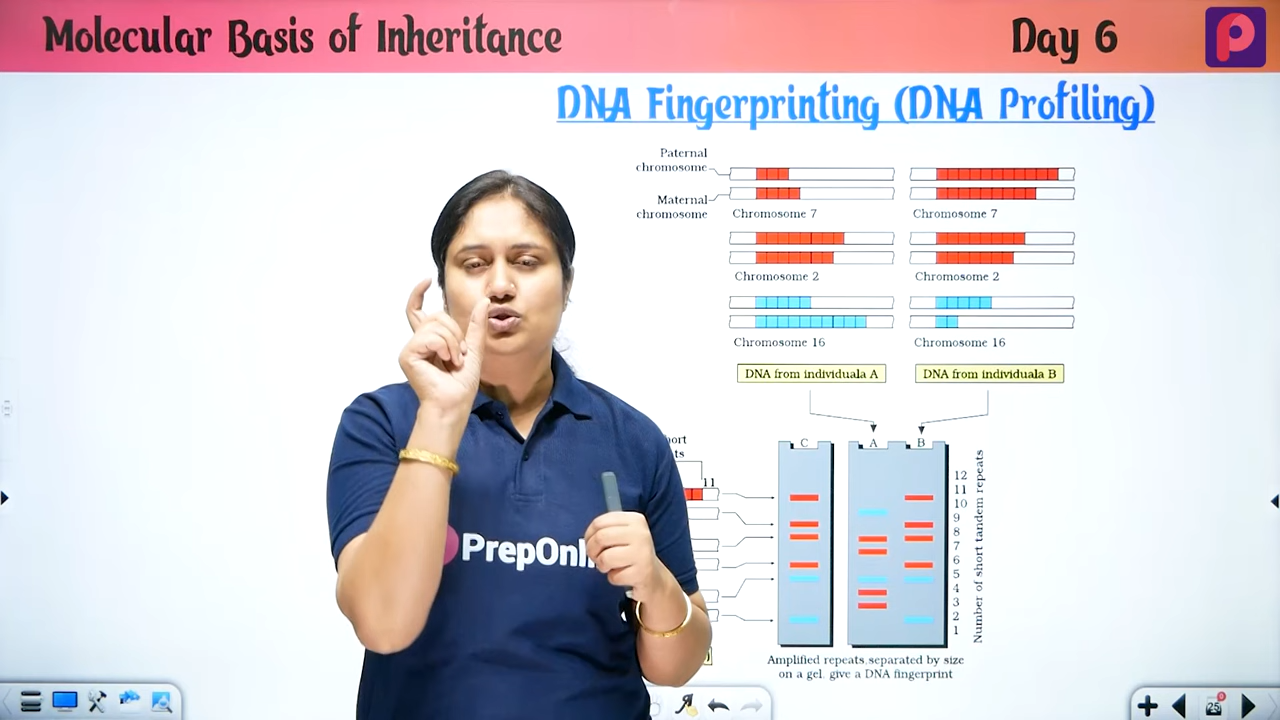 Molecular Basis of Inheritance
Day 6
DNA Fingerprinting (DNA Profiling)
Paternal
chromosome
Maternal
chromosome
Chromosome 7
Chromosome 7
Chromosome 2
Chromosome 2
Chromosome 16
Chromosome 16
DNA from individuala A
DNA from individuala B
C
A
B
11
12
11
10
9
8
7
6
5
4
3
2
1
Number of short tandem repeats
Amplified repeats, separated by size
on a gel, give a DNA fingerprint
PrepOnl
25